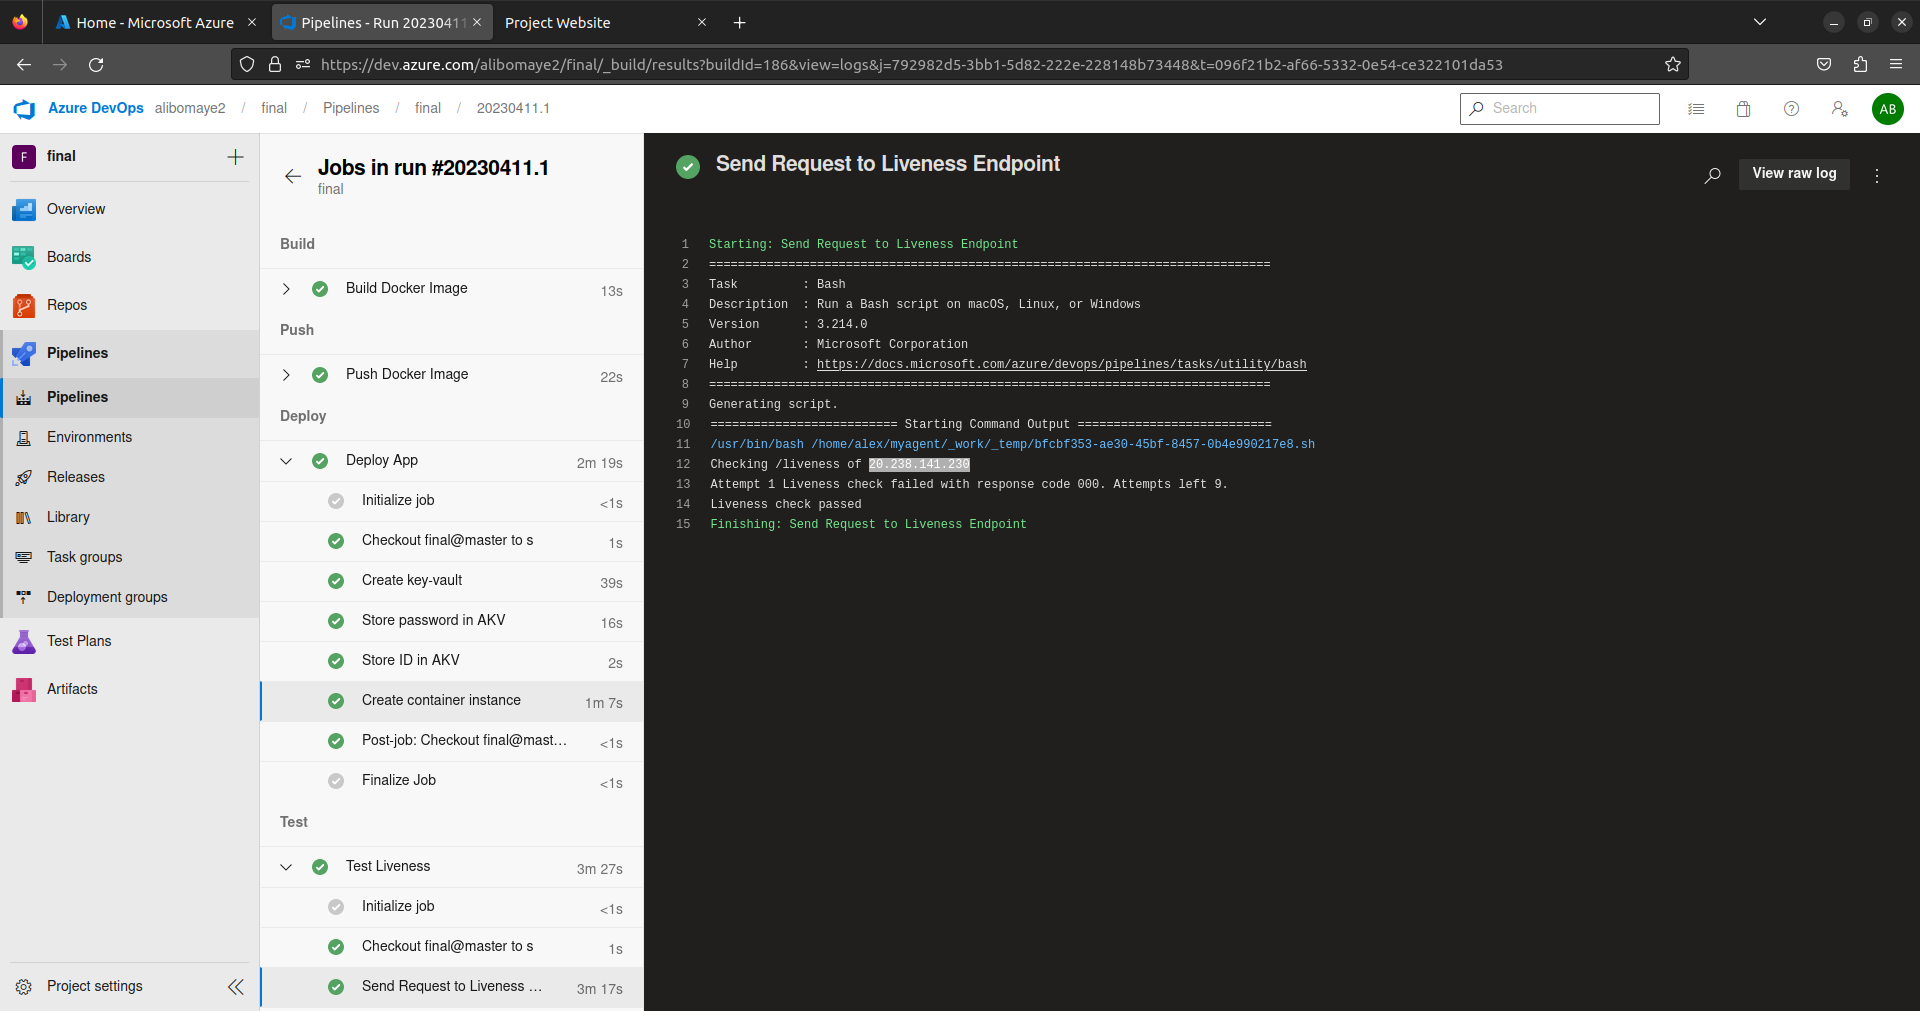 Home - Microsoft Azure
Pipelines - Run 20230411
Project Website
https://dev.azure.com/alibomaye2/final/_build/results?buildId=186&view=logs&j=792982d5-3bb1-5d82-222e-228148b73448&t=096f21b2-af66-5332-0e54-ce322101da53
Azure DevOps alibomaye2 / final / Pipelines / final / 20230411.1
Search
AB
F final
Overview
Boards
Repos
Pipelines
Pipelines
Environments
Releases
Library
Task groups
Deployment groups
Test Plans
Artifacts
Project settings
Jobs in run #20230411.1
final
Build
Build Docker Image 13s
Push
Push Docker Image 22s
Deploy
Deploy App 2m 19s
Initialize job <1s
Checkout final@master to s 1s
Create key-vault 39s
Store password in AKV 16s
Store ID in AKV 2s
Create container instance 1m 7s
Post-job: Checkout final@mast… <1s
Finalize Job <1s
Test
Test Liveness 3m 27s
Initialize job <1s
Checkout final@master to s 1s
Send Request to Liveness … 3m 17s
Send Request to Liveness Endpoint
View raw log
1 Starting: Send Request to Liveness Endpoint
2 ==============================================================================
3 Task : Bash
4 Description : Run a Bash script on macOS, Linux, or Windows
5 Version : 3.214.0
6 Author : Microsoft Corporation
7 Help : https://docs.microsoft.com/azure/devops/pipelines/tasks/utility/bash
8 ==============================================================================
9 Generating script.
10 ========================== Starting Command Output ===========================
11 /usr/bin/bash /home/alex/myagent/_work/_temp/bfcbf353-ae30-45bf-8457-0b4e990217e8.sh
12 Checking /liveness of 20.238.141.230
13 Attempt 1 Liveness check failed with response code 000. Attempts left 9.
14 Liveness check passed
15 Finishing: Send Request to Liveness Endpoint